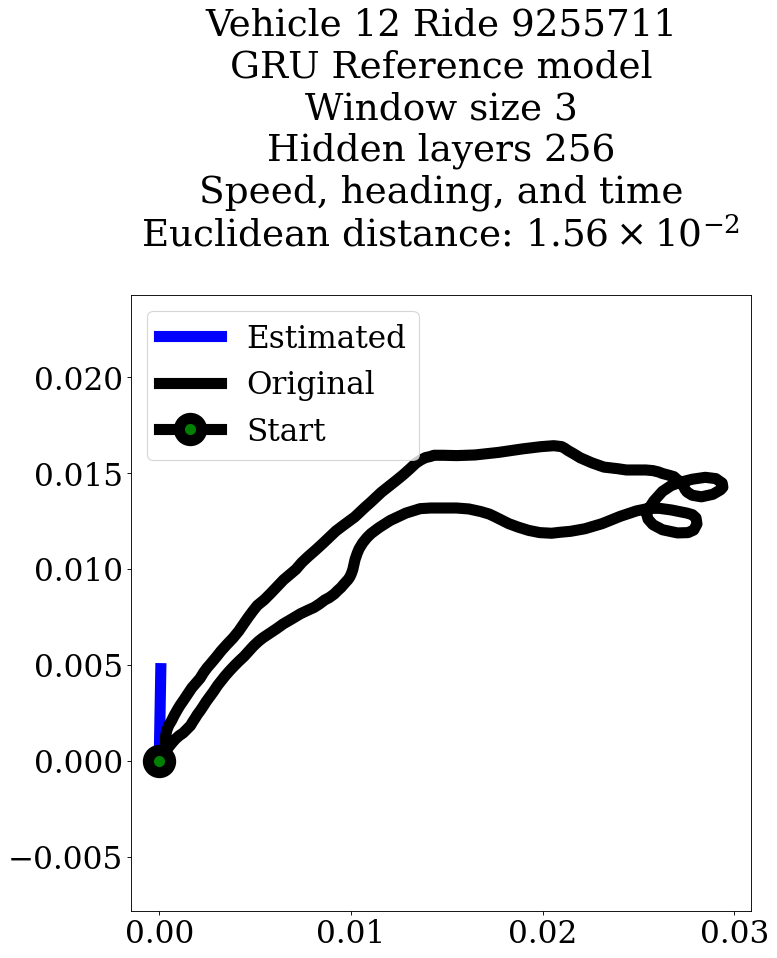 Vehicle 12 Ride 9255711
GRU Reference model
Window size 3
Hidden layers 256
Speed, heading, and time
Euclidean distance: 1.56 × 10⁻²
Estimated
Original
Start
0.020
0.015
0.010
0.005
0.000
−0.005
0.00 0.01 0.02 0.03